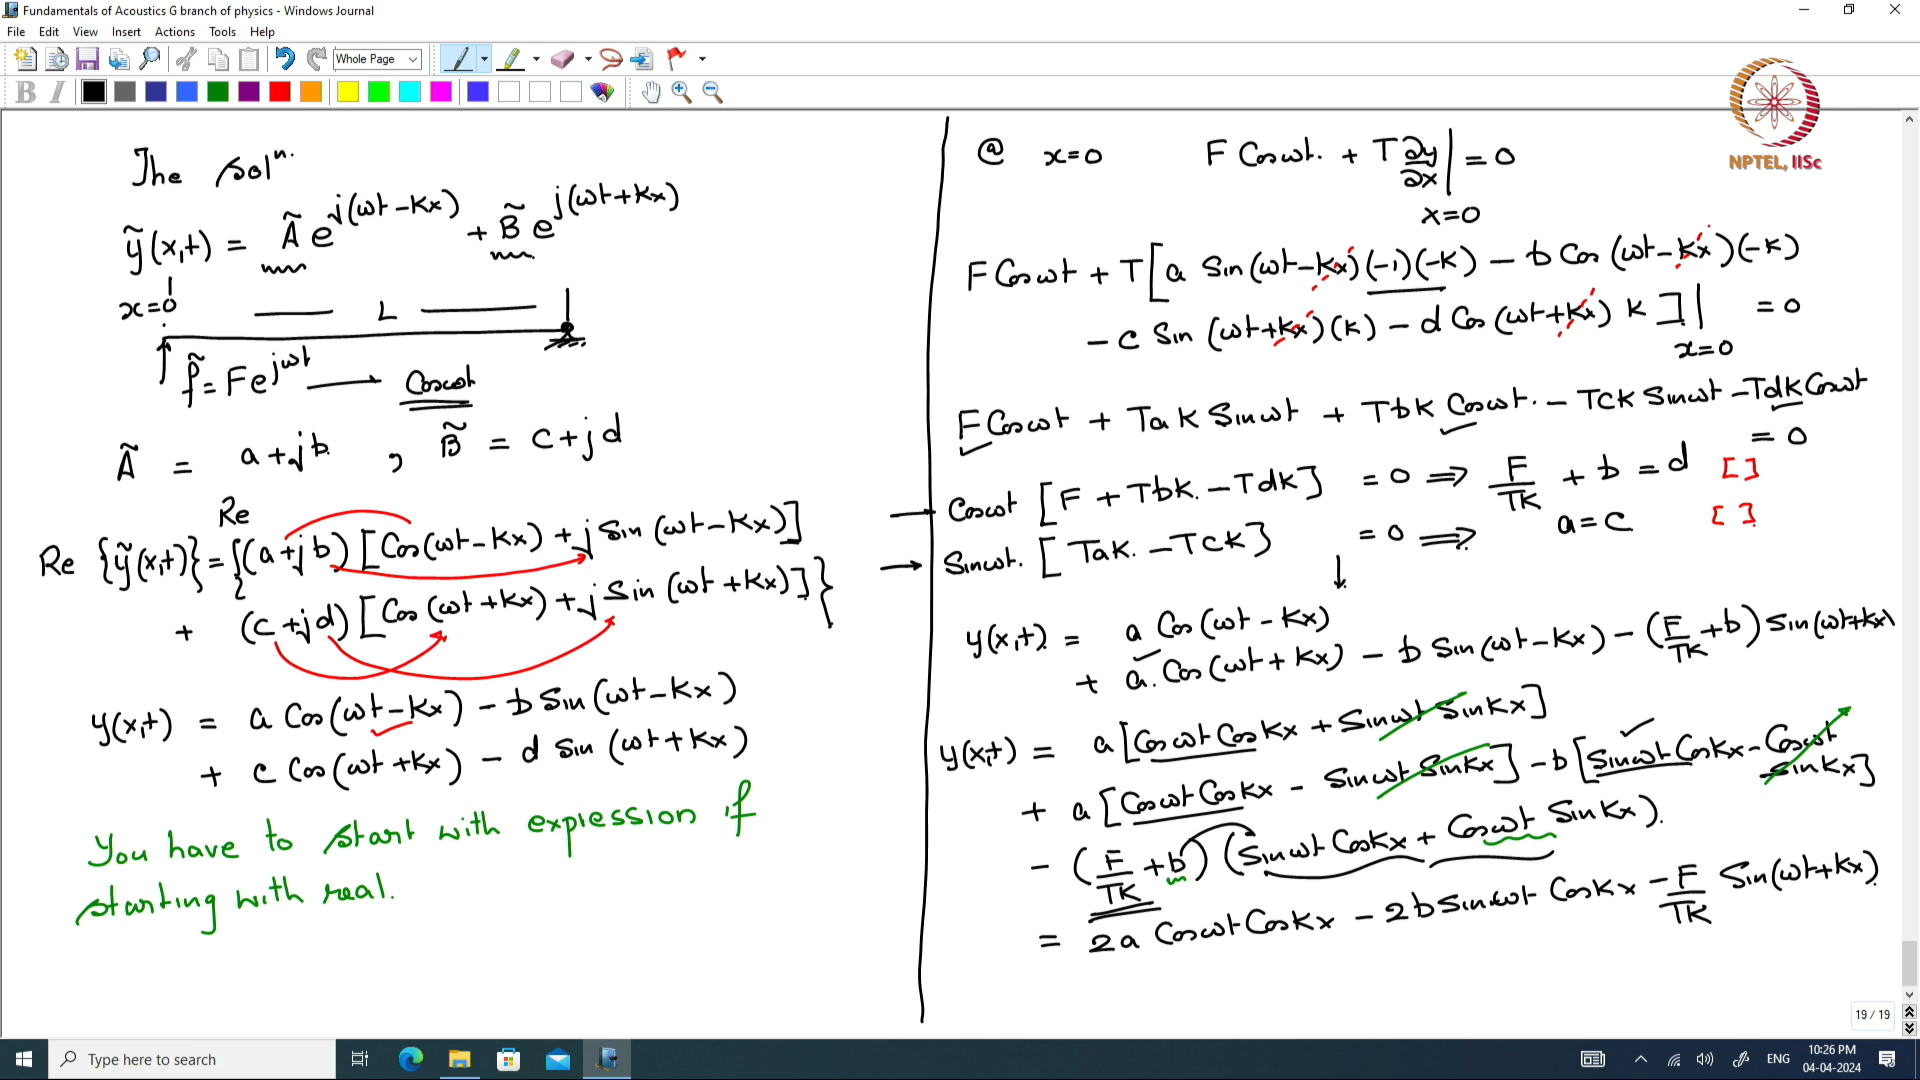 Fundamentals of Acoustics G branch of physics - Windows Journal
File Edit View Insert Actions Tools Help
Whole Page
B I
NPTEL, IISc
The solⁿ.
ỹ(x,t) = Ã e^{j(ωt-kx)} + B̃ e^{j(ωt+kx)}
x=0 L
f̃ = Fe^{jωt} → Cosωt
Ã = a+jb , B̃ = c+jd
Re
Re {ỹ(x,t)} = {(a+jb) [Cos(ωt-kx) + j Sin(ωt-kx)]
+ (c+jd) [Cos(ωt+kx) + j Sin(ωt+kx)]}
y(x,t) = a Cos(ωt-kx) - b Sin(ωt-kx)
+ c Cos(ωt+kx) - d Sin(ωt+kx)
You have to start with expression if
starting with real.
@ x=0 F Cosωt. + T ∂y/∂x | = 0
x=0
F Cosωt + T[a Sin(ωt-kx)(-1)(-k) - b Cos(ωt-kx)(-k)
- c Sin(ωt+kx)(k) - d Cos(ωt+kx) k ]| = 0
x=0
F Cosωt + Tak Sinωt + Tbk Cosωt. - Tck Sinωt - Tdk Cosωt
= 0
→ Cosωt [F + Tbk. - Tdk] = 0 ⇒ F/Tk + b = d []
→ Sinωt. [Tak. - Tck] = 0 ⇒ a=c []
↓
y(x,t) = a Cos(ωt-kx)
+ a. Cos(ωt+kx) - b Sin(ωt-kx) - (F/Tk + b) Sin(ωt+kx)
y(x,t) = a[Cosωt Coskx + Sinωt Sinkx]
+ a[Cosωt Coskx - Sinωt Sinkx] - b[Sinωt Coskx - Cosωt Sinkx]
- (F/Tk + b) (Sinωt Coskx + Cosωt Sinkx).
= 2a Cosωt Coskx - 2b Sinωt Coskx - F/Tk Sin(ωt+kx).
19 / 19
Type here to search
ENG
10:26 PM
04-04-2024